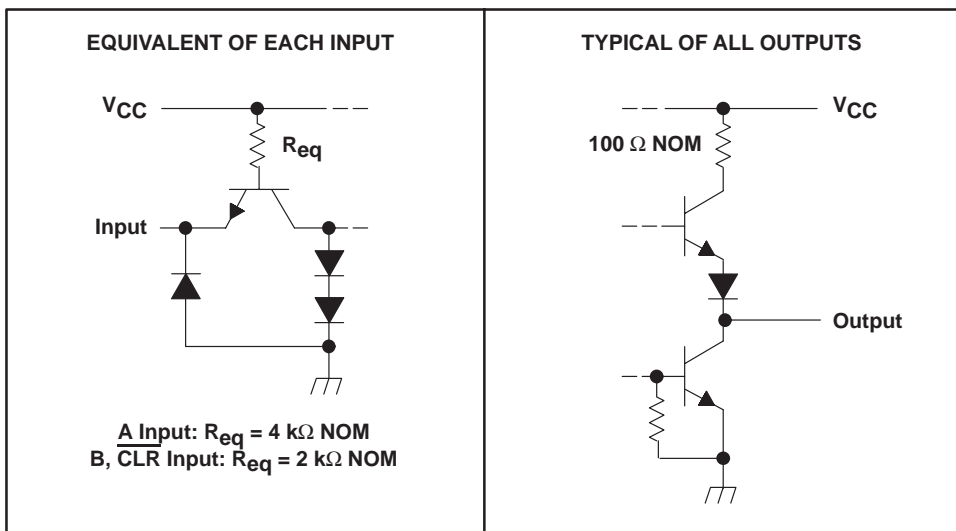 EQUIVALENT OF EACH INPUT
VCC
Req
Input
A Input: Req = 4 kΩ NOM
B, CLR Input: Req = 2 kΩ NOM
TYPICAL OF ALL OUTPUTS
VCC
100 Ω NOM
Output